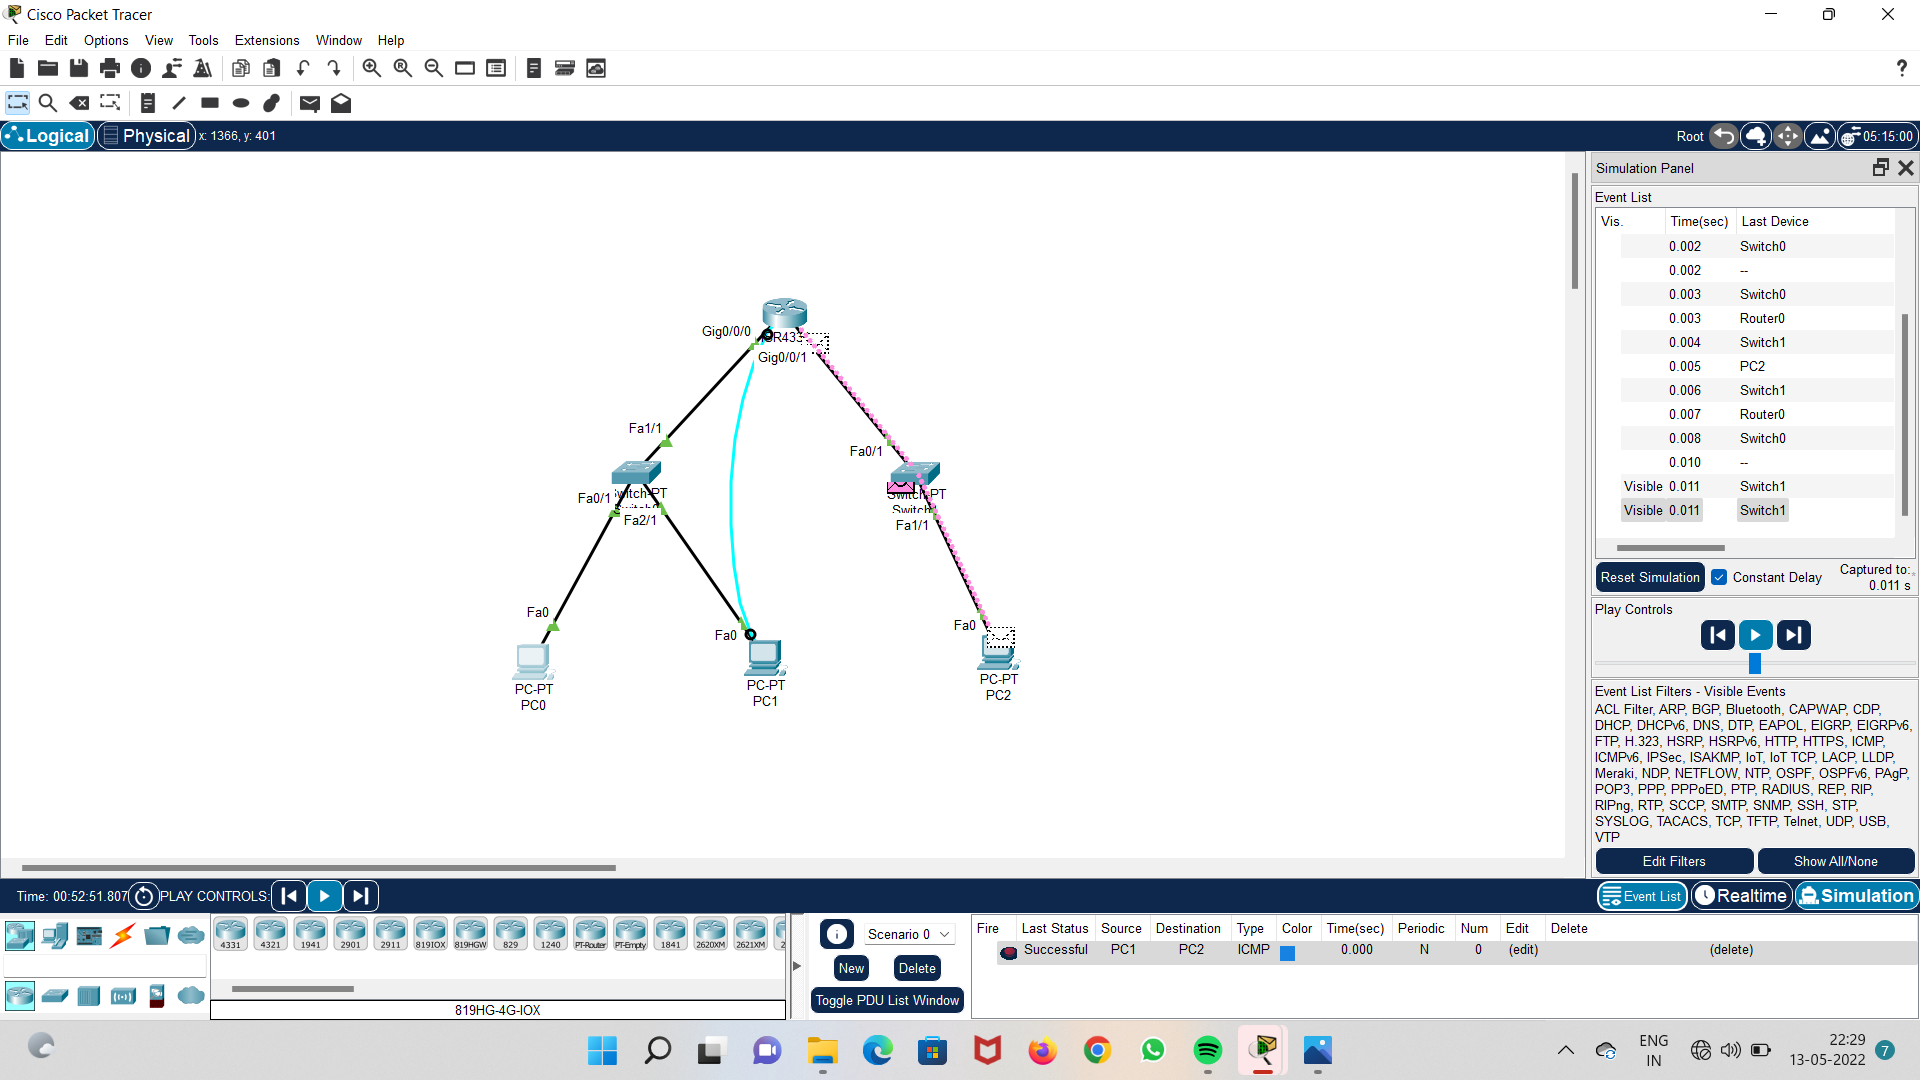 Cisco Packet Tracer
File Edit Options View Tools Extensions Window Help
?
Logical Physical x: 1366, y: 401 Root 05:15:00
Simulation Panel
Event List
Vis. Time(sec) Last Device
0.002 Switch0
0.002 --
0.003 Switch0
0.003 Router0
0.004 Switch1
0.005 PC2
0.006 Switch1
0.007 Router0
0.008 Switch0
0.010 --
Visible 0.011 Switch1
Visible 0.011 Switch1
Reset Simulation Constant Delay Captured to:
0.011 s
Play Controls
Event List Filters - Visible Events
ACL Filter, ARP, BGP, Bluetooth, CAPWAP, CDP,
DHCP, DHCPv6, DNS, DTP, EAPOL, EIGRP, EIGRPv6,
FTP, H.323, HSRP, HSRPv6, HTTP, HTTPS, ICMP,
ICMPv6, IPSec, ISAKMP, IoT, IoT TCP, LACP, LLDP,
Meraki, NDP, NETFLOW, NTP, OSPF, OSPFv6, PAgP,
POP3, PPP, PPPoED, PTP, RADIUS, REP, RIP,
RIPng, RTP, SCCP, SMTP, SNMP, SSH, STP,
SYSLOG, TACACS, TCP, TFTP, Telnet, UDP, USB,
VTP
Edit Filters Show All/None
Gig0/0/0
Gig0/0/1
Fa1/1
Fa0/1
Fa0/1
Fa2/1
Fa1/1
Fa0
Fa0
Fa0
PC-PT
PC0
PC-PT
PC1
PC-PT
PC2
Time: 00:52:51.807 PLAY CONTROLS:
Event List Realtime Simulation
4331 4321 1941 2901 2911 819IOX 819HGW 829 1240 PT-Router PT-Empty 1841 2620XM 2621XM
819HG-4G-IOX
Scenario 0
New Delete
Toggle PDU List Window
Fire Last Status Source Destination Type Color Time(sec) Periodic Num Edit Delete
Successful PC1 PC2 ICMP 0.000 N 0 (edit) (delete)
ENG
IN
22:29
13-05-2022
7